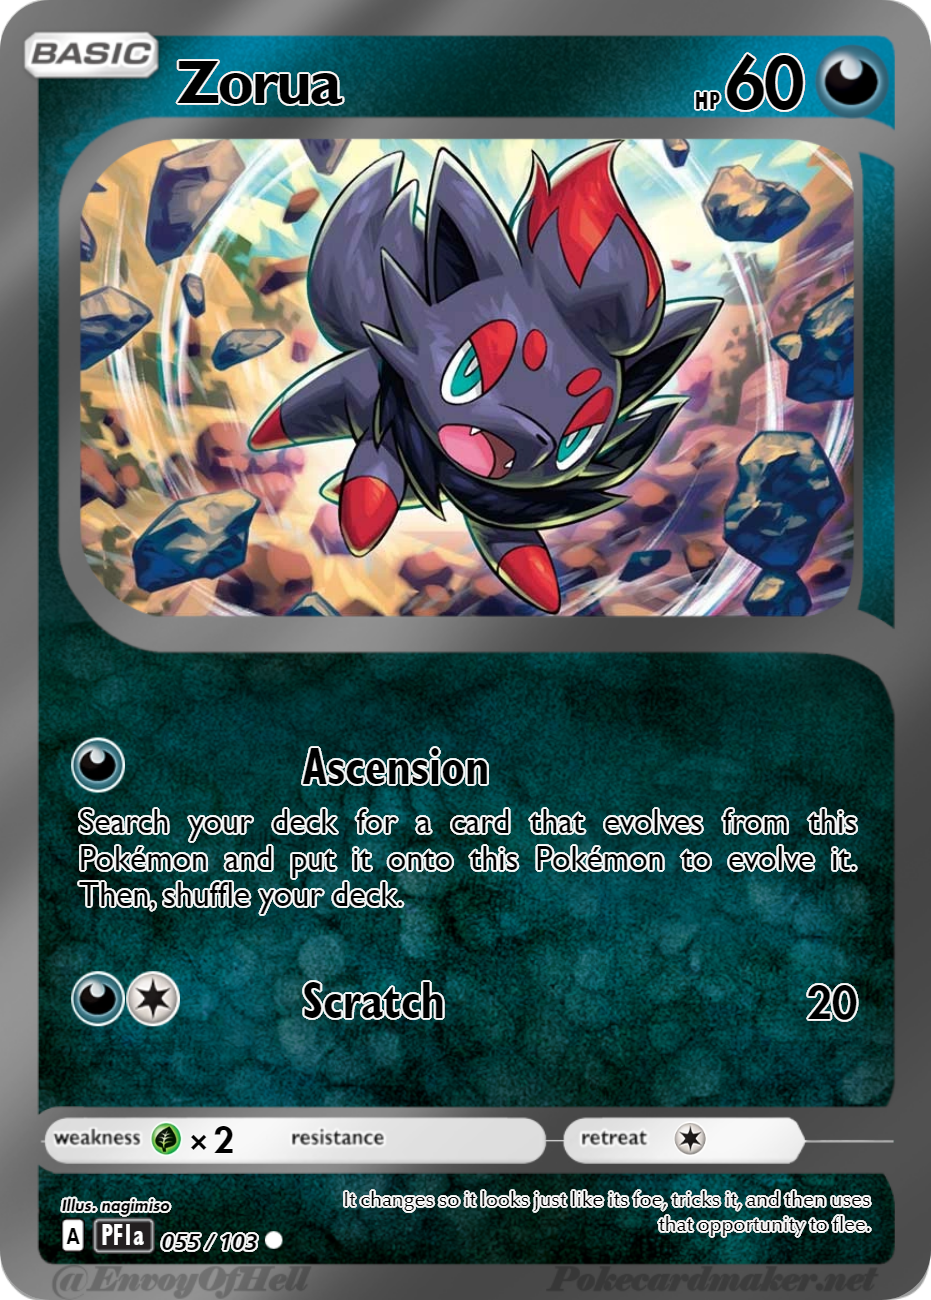 BASIC
Zorua
HP 60
Ascension
Search your deck for a card that evolves from this
Pokémon and put it onto this Pokémon to evolve it.
Then, shuffle your deck.
Scratch 20
weakness × 2 resistance retreat
Illus. nagimiso
It changes so it looks just like its foe, tricks it, and then uses
that opportunity to flee.
A PF1a 055 / 103
@EnvoyOfHell Pokecardmaker.net